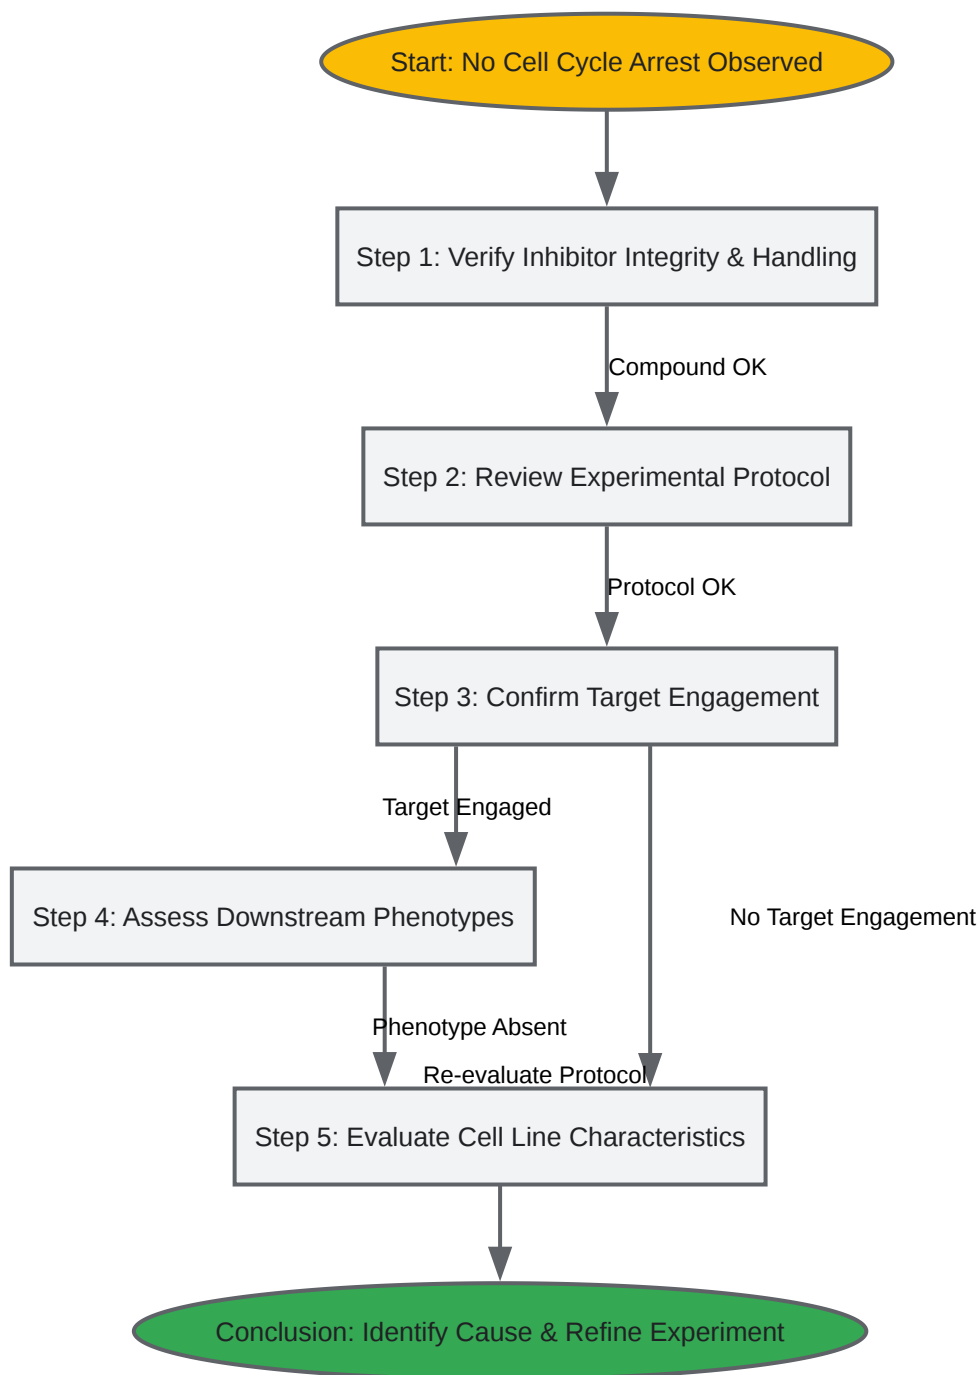 Start: No Cell Cycle Arrest Observed
Step 1: Verify Inhibitor Integrity & Handling
Compound OK
Step 2: Review Experimental Protocol
Protocol OK
Step 3: Confirm Target Engagement
Target Engaged
Step 4: Assess Downstream Phenotypes
No Target Engagement
Phenotype Absent
Re-evaluate Protocol
Step 5: Evaluate Cell Line Characteristics
Conclusion: Identify Cause & Refine Experiment